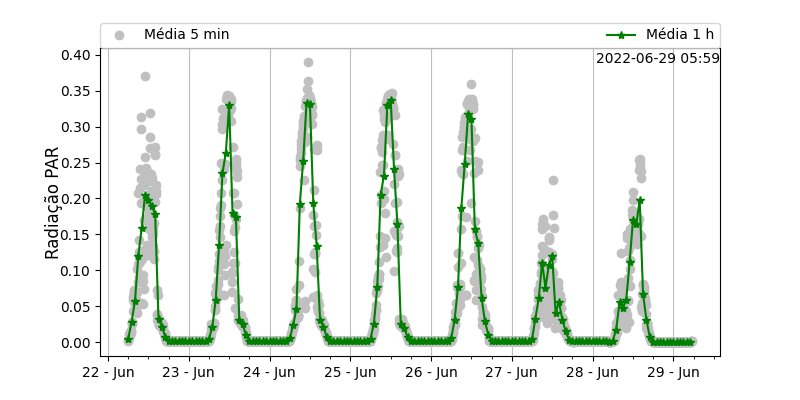 Média 5 min
Média 1 h
2022-06-29 05:59
Radiação PAR
0.40
0.35
0.30
0.25
0.20
0.15
0.10
0.05
0.00
22 - Jun
23 - Jun
24 - Jun
25 - Jun
26 - Jun
27 - Jun
28 - Jun
29 - Jun